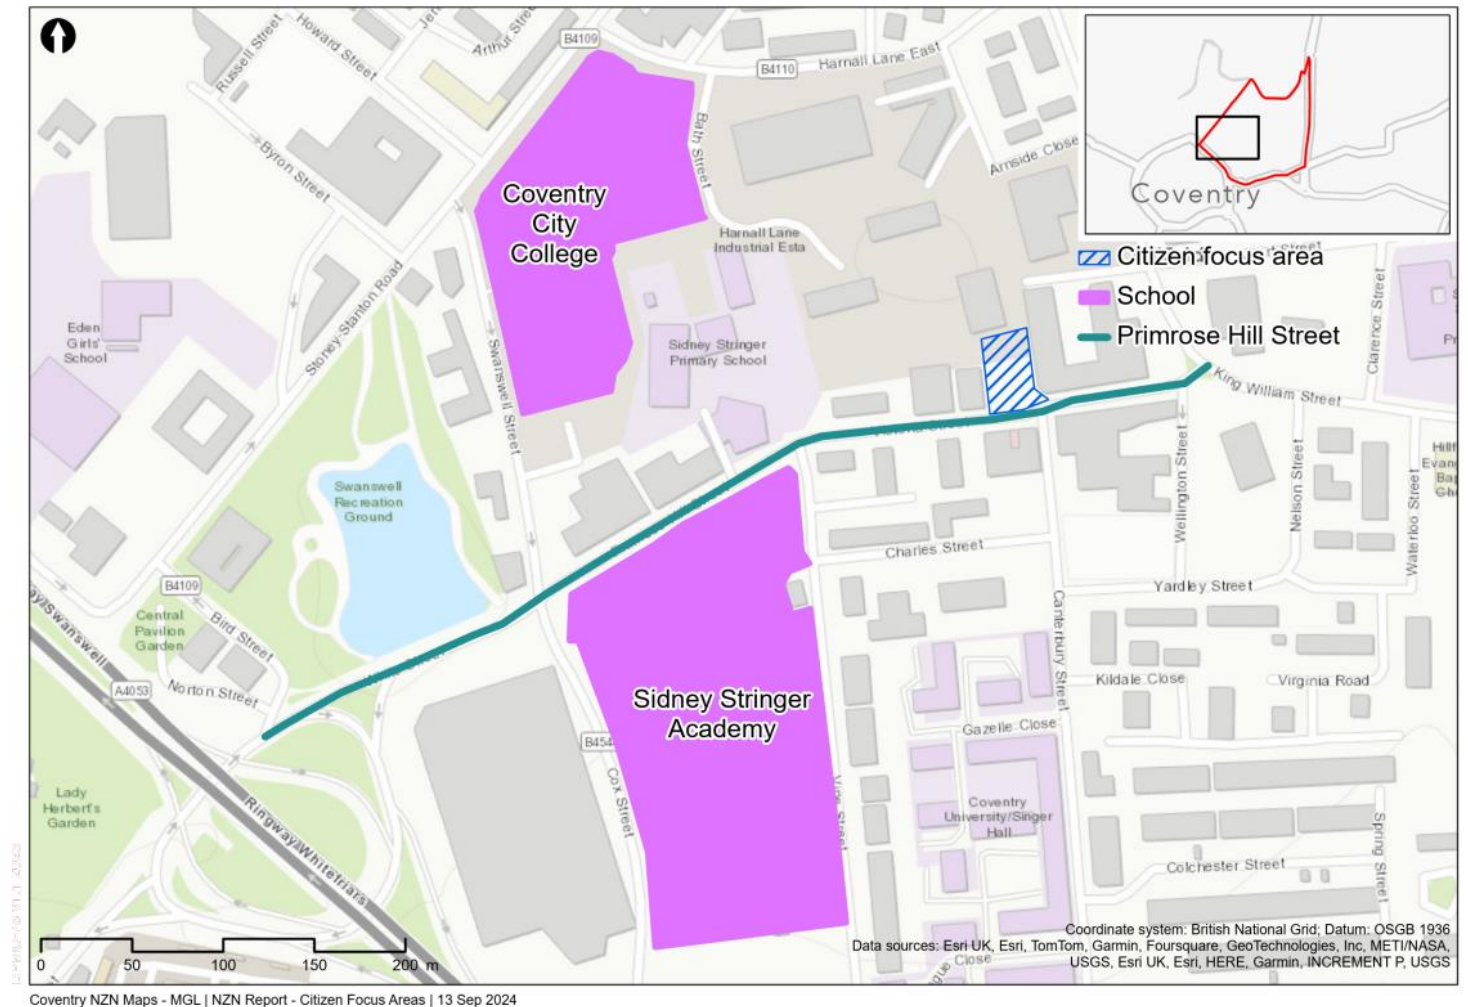 Russell Street
Howard Street
Arthur Stre
B4109
B4110
Harnall Lane East
Arnside Close
Byron Street
Bath Street
Coventry
City
College
Harnall Lane
Industrial Esta
Coventry
Citizen focus area
School
Primrose Hill Street
Stoney Stanton Road
Eden
Girls'
School
Swanswell Street
Sidney Stringer
Primary School
Clarence Street
King William Street
Swanswell
Recreation
Ground
Wellington Street
Nelson Street
Waterloo Street
Charles Street
Yardley Street
B4109
Central
Pavilion
Garden
Bird Street
Canterbury Street
A4053
Norton Street
Sidney Stringer
Academy
Kildale Close
Virginia Road
Gazelle Close
B454
Cox Street
Lady
Herbert's
Garden
Ringway Whitefriars
Coventry
University/Singer
Hall
Spring Street
Colchester Street
0 50 100 150 200 m
Coordinate system: British National Grid; Datum: OSGB 1936
Data sources: Esri UK, Esri, TomTom, Garmin, Foursquare, GeoTechnologies, Inc, METI/NASA,
USGS, Esri UK, Esri, HERE, Garmin, INCREMENT P, USGS
Close
Coventry NZN Maps - MGL | NZN Report - Citizen Focus Areas | 13 Sep 2024